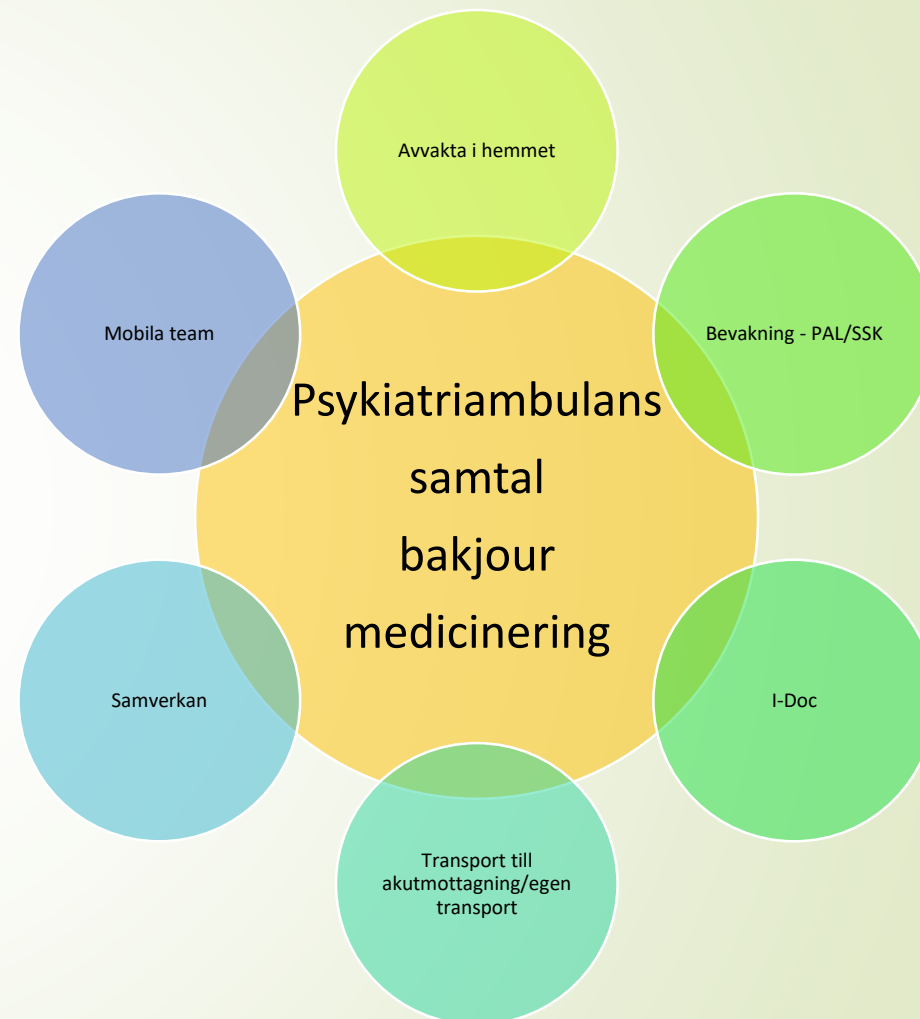 Avvakta i hemmet
Mobila team
Bevakning - PAL/SSK
Psykiatriambulans
samtal
bakjour
medicinering
Samverkan
I-Doc
Transport till
akutmottagning/egen
transport